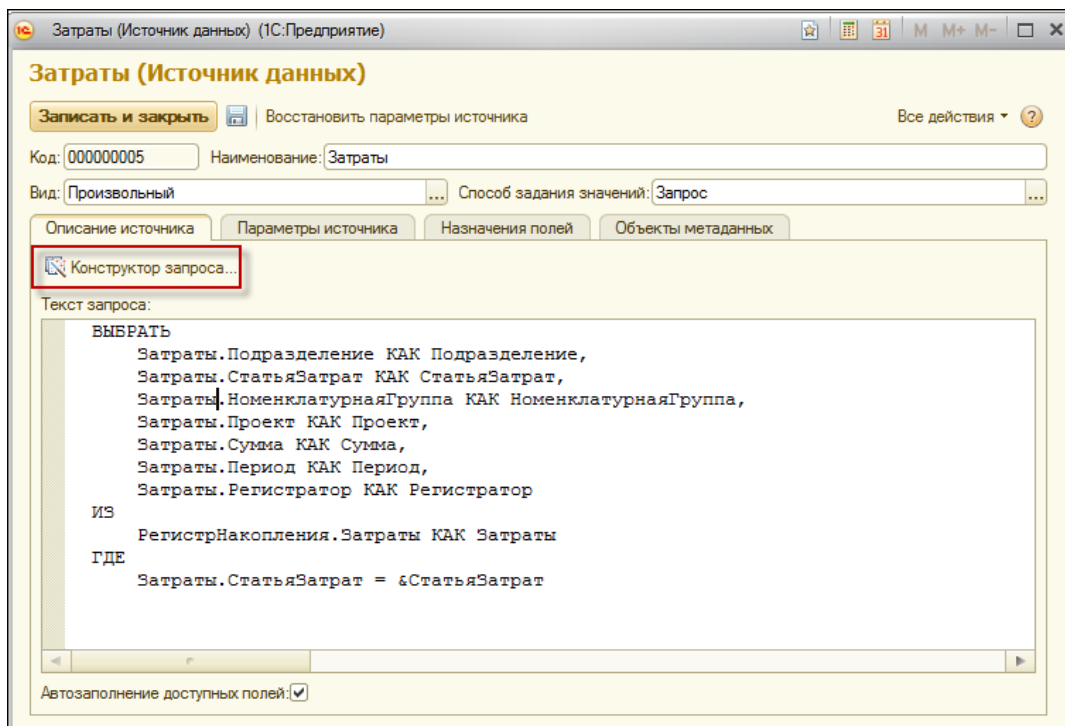 1С Затраты (Источник данных) (1С:Предприятие) 31 M M+ M-
Затраты (Источник данных)
Записать и закрыть Восстановить параметры источника Все действия ?
Код: 000000005 Наименование: Затраты
Вид: Произвольный ... Способ задания значений: Запрос ...
Описание источника Параметры источника Назначения полей Объекты метаданных
Конструктор запроса...
Текст запроса:
ВЫБРАТЬ
Затраты.Подразделение КАК Подразделение,
Затраты.СтатьяЗатрат КАК СтатьяЗатрат,
Затраты.НоменклатурнаяГруппа КАК НоменклатурнаяГруппа,
Затраты.Проект КАК Проект,
Затраты.Сумма КАК Сумма,
Затраты.Период КАК Период,
Затраты.Регистратор КАК Регистратор
ИЗ
РегистрНакопления.Затраты КАК Затраты
ГДЕ
Затраты.СтатьяЗатрат = &СтатьяЗатрат
Автозаполнение доступных полей: